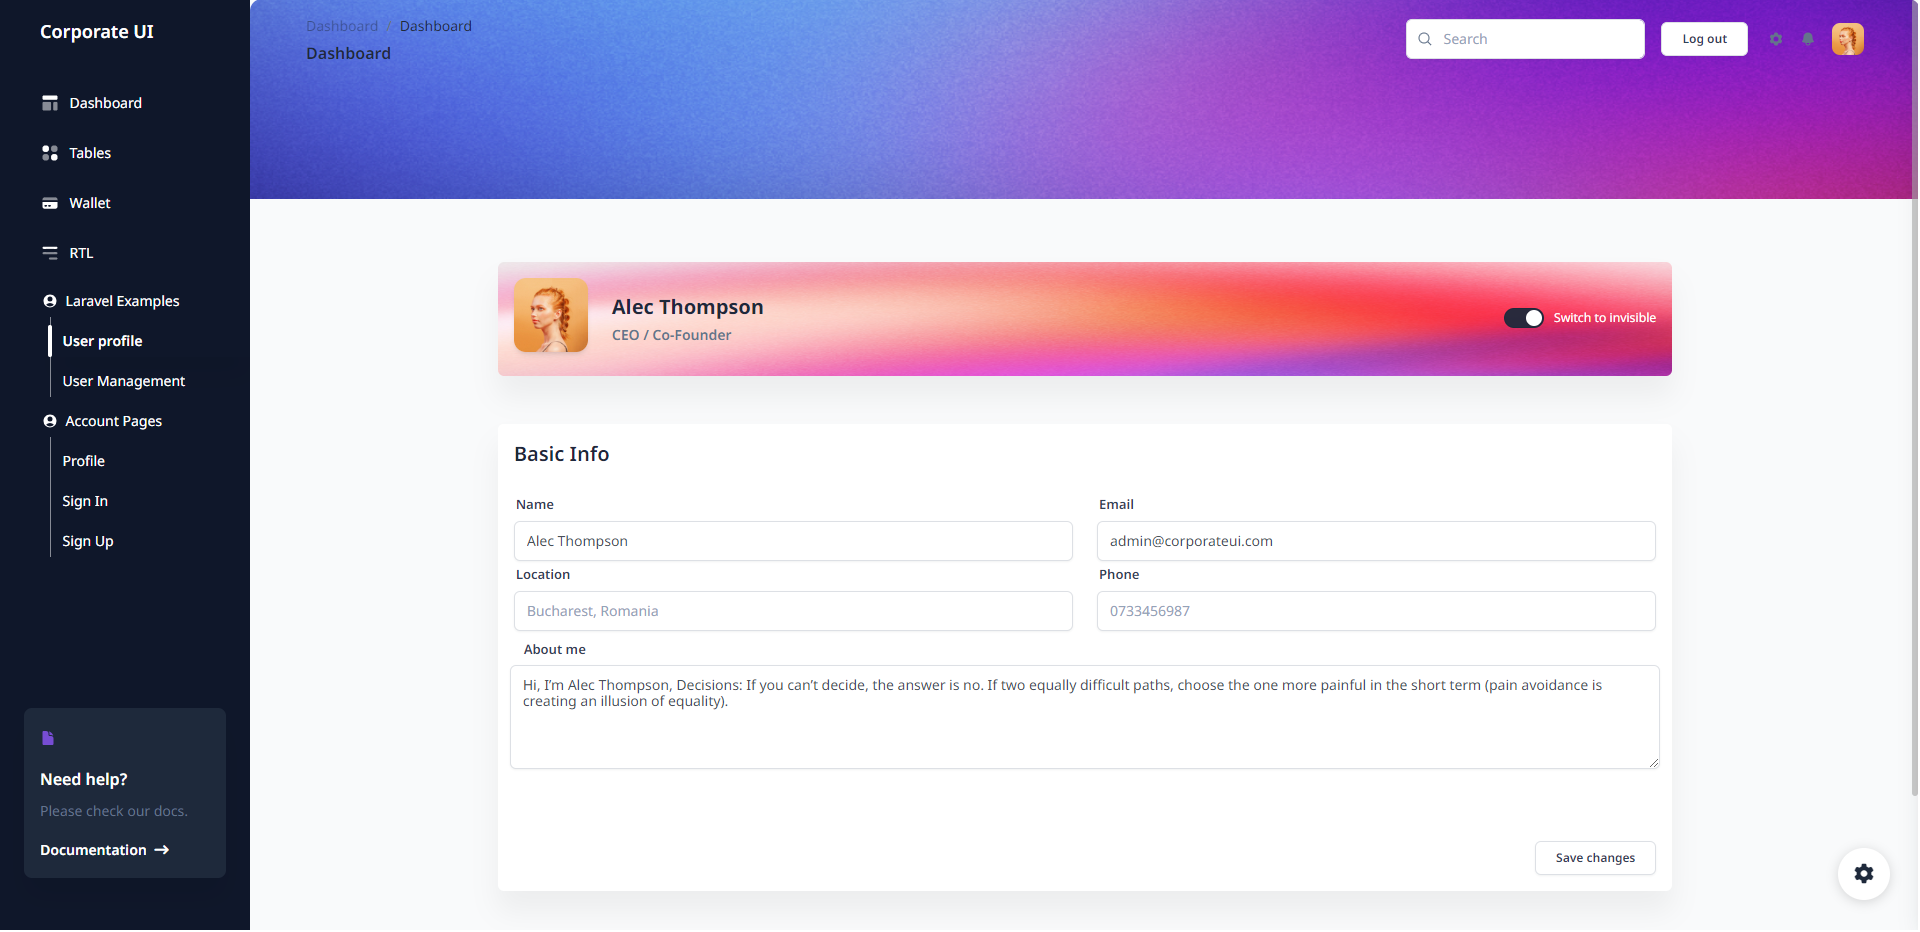 Corporate UI
Dashboard
Tables
Wallet
RTL
Laravel Examples
User profile
User Management
Account Pages
Profile
Sign In
Sign Up
Need help?
Please check our docs.
Documentation →
Dashboard / Dashboard
Dashboard
Search
Log out
Alec Thompson
CEO / Co-Founder
Switch to invisible
Basic Info
Name
Email
Alec Thompson
admin@corporateui.com
Location
Phone
Bucharest, Romania
0733456987
About me
Hi, I’m Alec Thompson, Decisions: If you can’t decide, the answer is no. If two equally difficult paths, choose the one more painful in the short term (pain avoidance is
creating an illusion of equality).
Save changes